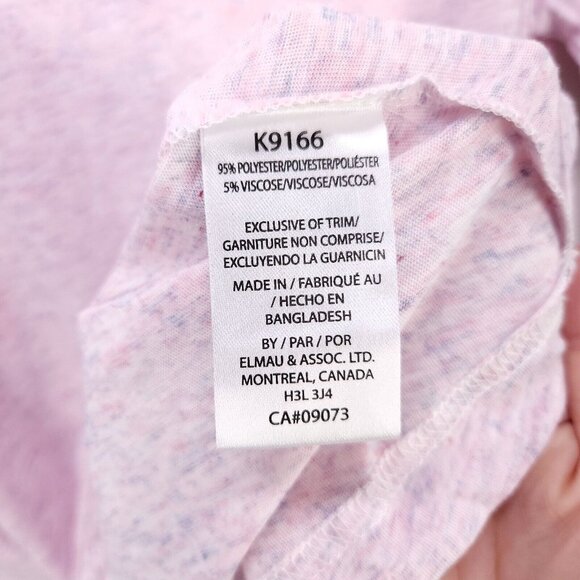 K9166
95% POLYESTER/POLYESTER/POLIÉSTER
5% VISCOSE/VISCOSE/VISCOSA
EXCLUSIVE OF TRIM/
GARNITURE NON COMPRISE/
EXCLUYENDO LA GUARNICIN
MADE IN / FABRIQUÉ AU
/ HECHO EN
BANGLADESH
BY / PAR / POR
ELMAU & ASSOC. LTD.
MONTREAL, CANADA
H3L 3J4
CA#09073